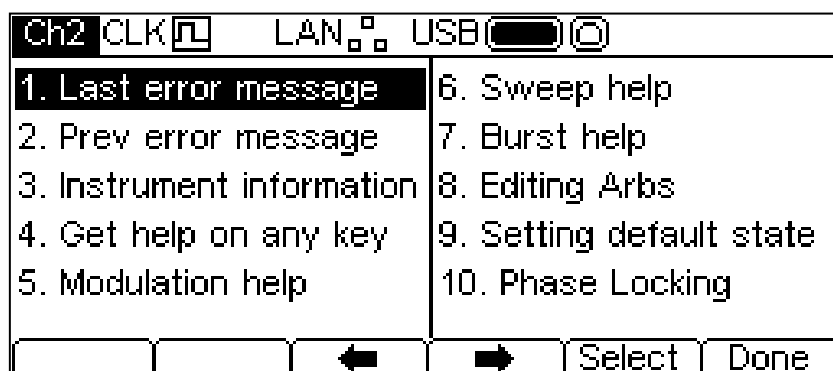 Ch2 CLK LAN USB
1. Last error message
2. Prev error message
3. Instrument information
4. Get help on any key
5. Modulation help
6. Sweep help
7. Burst help
8. Editing Arbs
9. Setting default state
10. Phase Locking
Select Done